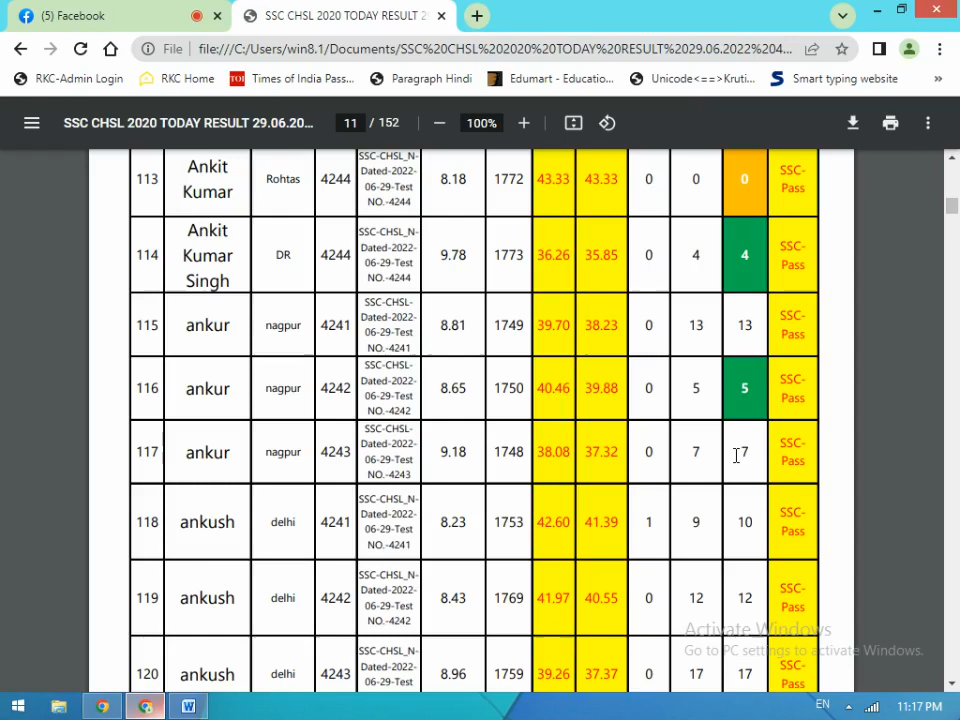 (5) Facebook
SSC CHSL 2020 TODAY RESULT 29
File file:///C:/Users/win8.1/Documents/SSC%20CHSL%202020%20TODAY%20RESULT%2029.06.2022%204...
RKC-Admin Login RKC Home TOI Times of India Pass... Paragraph Hindi Edumart - Educatio... Unicode<==>Kruti... S Smart typing website »
SSC CHSL 2020 TODAY RESULT 29.06.20... 11 / 152 — 100% +
113 Ankit Kumar Rohtas 4244 SSC-CHSL_N-Dated-2022-06-29-Test NO.-4244 8.18 1772 43.33 43.33 0 0 0 SSC-Pass
114 Ankit Kumar Singh DR 4244 SSC-CHSL_N-Dated-2022-06-29-Test NO.-4244 9.78 1773 36.26 35.85 0 4 4 SSC-Pass
115 ankur nagpur 4241 SSC-CHSL-Dated-2022-06-29-Test NO.-4241 8.81 1749 39.70 38.23 0 13 13 SSC-Pass
116 ankur nagpur 4242 SSC-CHSL-Dated-2022-06-29-Test NO.-4242 8.65 1750 40.46 39.88 0 5 5 SSC-Pass
117 ankur nagpur 4243 SSC-CHSL-Dated-2022-06-29-Test NO.-4243 9.18 1748 38.08 37.32 0 7 7 SSC-Pass
118 ankush delhi 4241 SSC-CHSL_N-Dated-2022-06-29-Test NO.-4241 8.23 1753 42.60 41.39 1 9 10 SSC-Pass
119 ankush delhi 4242 SSC-CHSL_N-Dated-2022-06-29-Test NO.-4242 8.43 1769 41.97 40.55 0 12 12 SSC-Pass
120 ankush delhi 4243 SSC-CHSL_N-Dated-2022-06-29-Test 8.96 1759 39.26 37.37 0 17 17 SSC-Pass
Activate Windows
Go to PC settings to activate Windows.
EN 11:17 PM